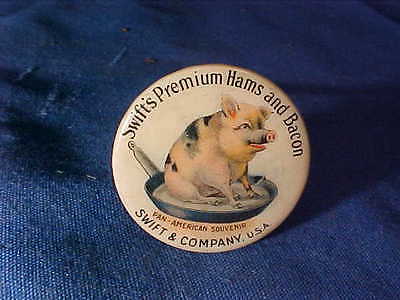 Swift's Premium Hams and Bacon
PAN-AMERICAN SOUVENIR
SWIFT & COMPANY, U.S.A